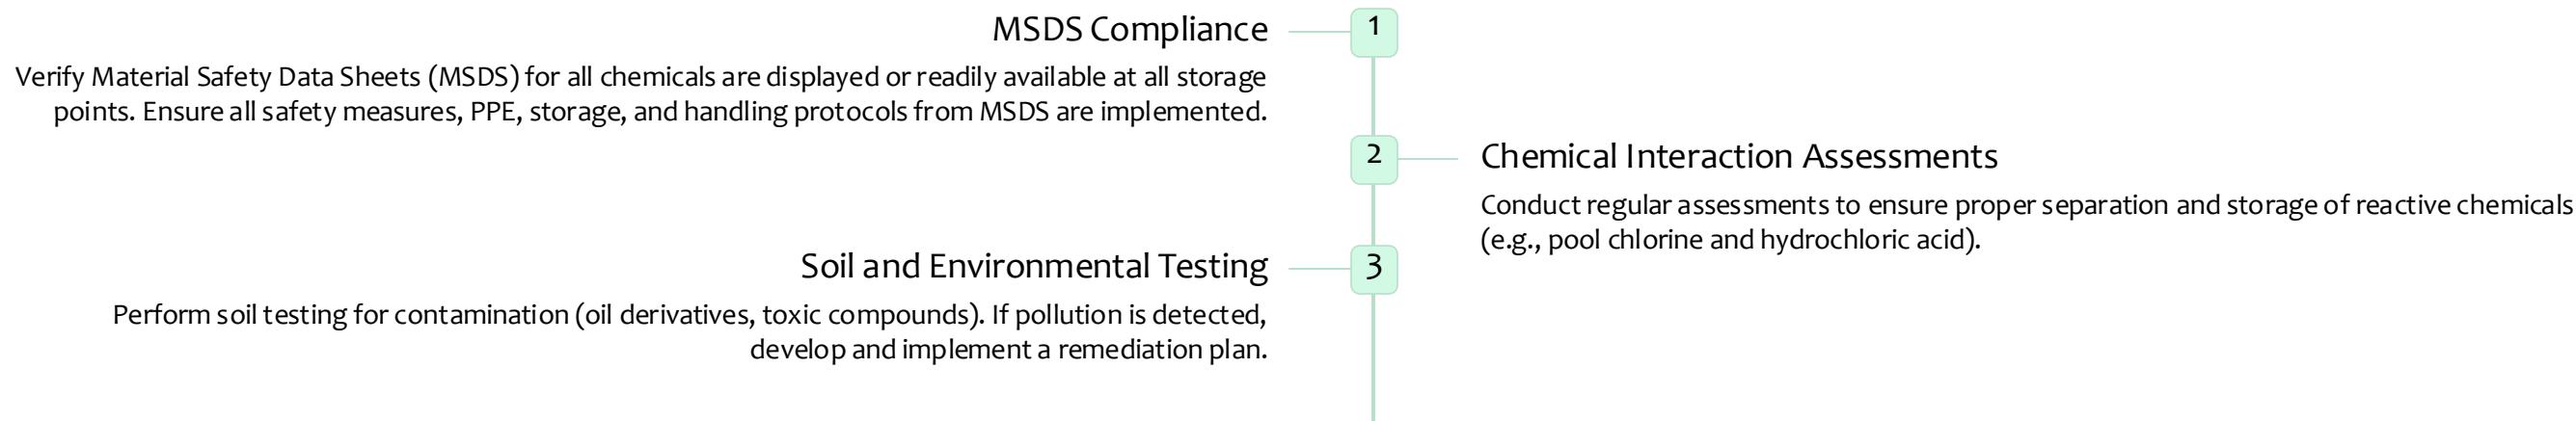 MSDS Compliance
1
Verify Material Safety Data Sheets (MSDS) for all chemicals are displayed or readily available at all storage
points. Ensure all safety measures, PPE, storage, and handling protocols from MSDS are implemented.
2
Chemical Interaction Assessments
Conduct regular assessments to ensure proper separation and storage of reactive chemicals
(e.g., pool chlorine and hydrochloric acid).
Soil and Environmental Testing
3
Perform soil testing for contamination (oil derivatives, toxic compounds). If pollution is detected,
develop and implement a remediation plan.